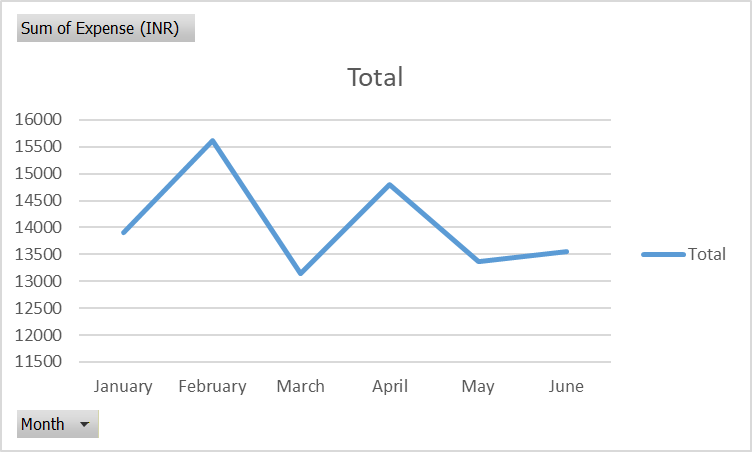 Sum of Expense (INR)
Total
16000
15500
15000
14500
14000
13500
13000
12500
12000
11500
January February March April May June
Total
Month